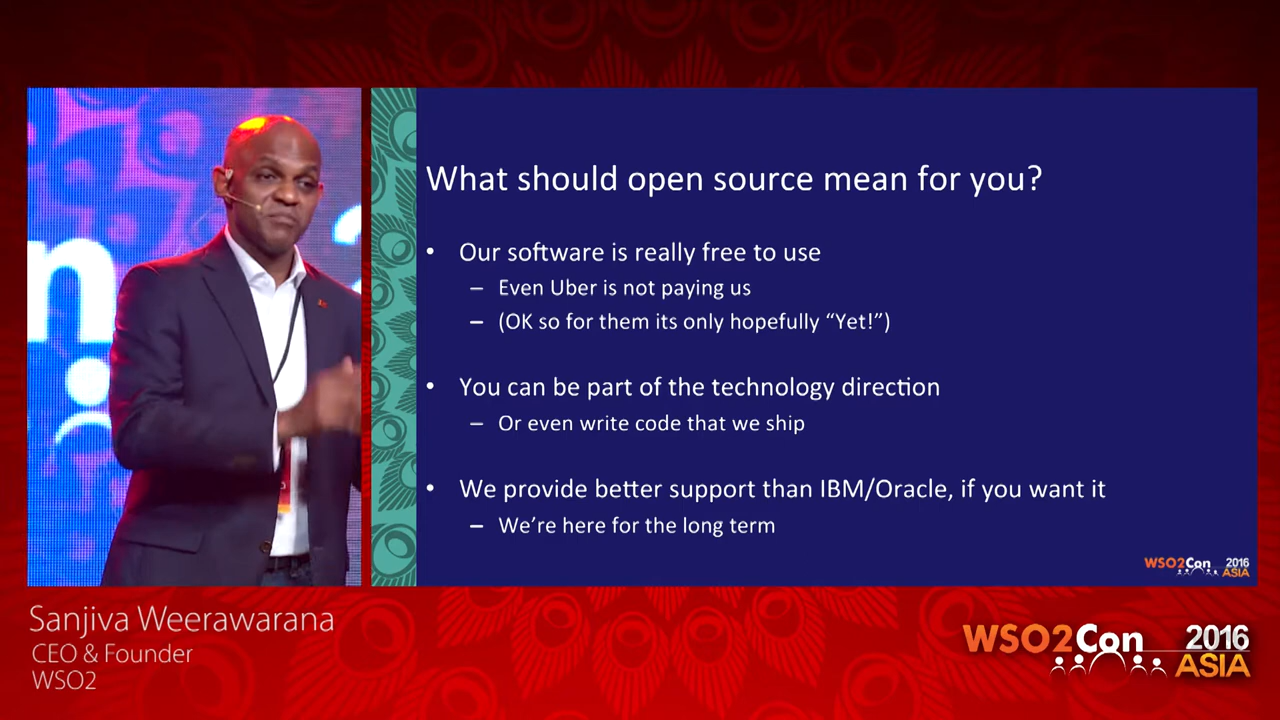 What should open source mean for you?
• Our software is really free to use
– Even Uber is not paying us
– (OK so for them its only hopefully “Yet!”)
• You can be part of the technology direction
– Or even write code that we ship
• We provide better support than IBM/Oracle, if you want it
– We’re here for the long term
WSO2Con 2016
ASIA
Sanjiva Weerawarana
CEO & Founder
WSO2
WSO2Con 2016
ASIA
n